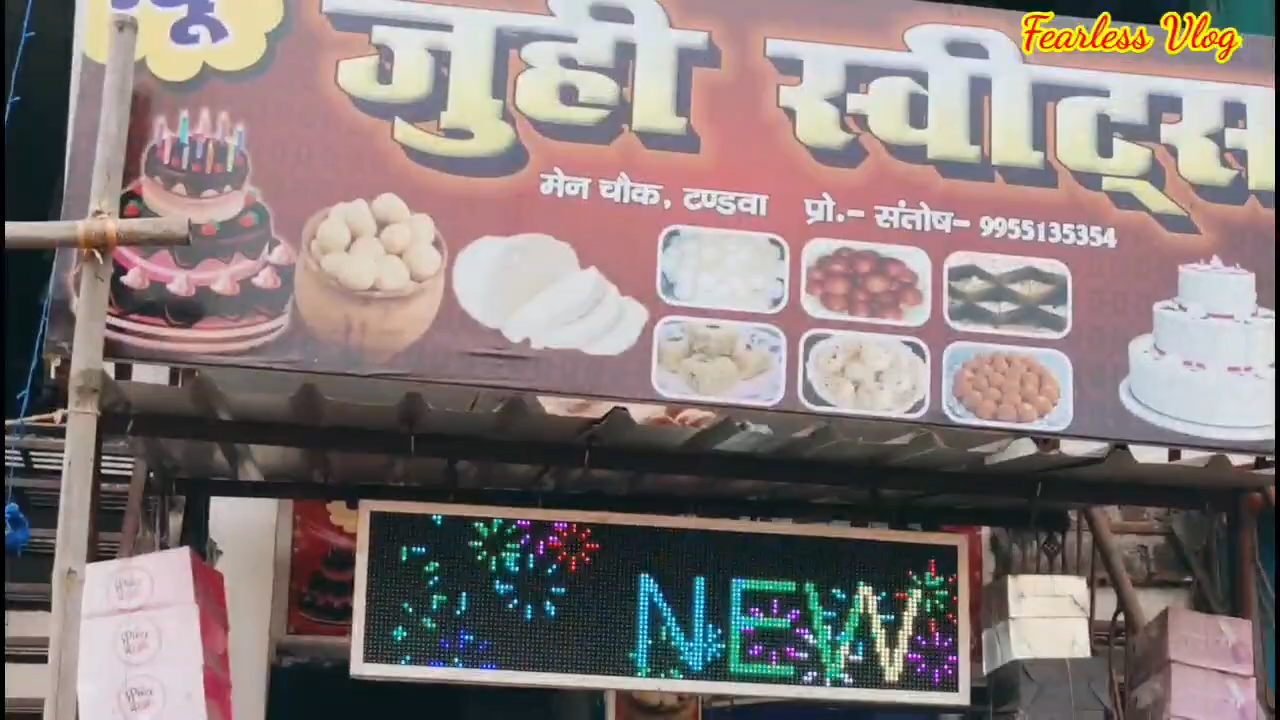 Fearless Vlog
न्यू
जुही स्वीट्स
मेन चौक, टण्डवा प्रो.- संतोष- 9955135354
NEW